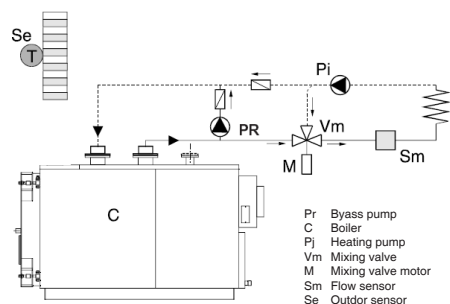 Se
T
Pi
PR
Vm
M
Sm
C
Pr Byass pump
C Boiler
Pj Heating pump
Vm Mixing valve
M Mixing valve motor
Sm Flow sensor
Se Outdor sensor